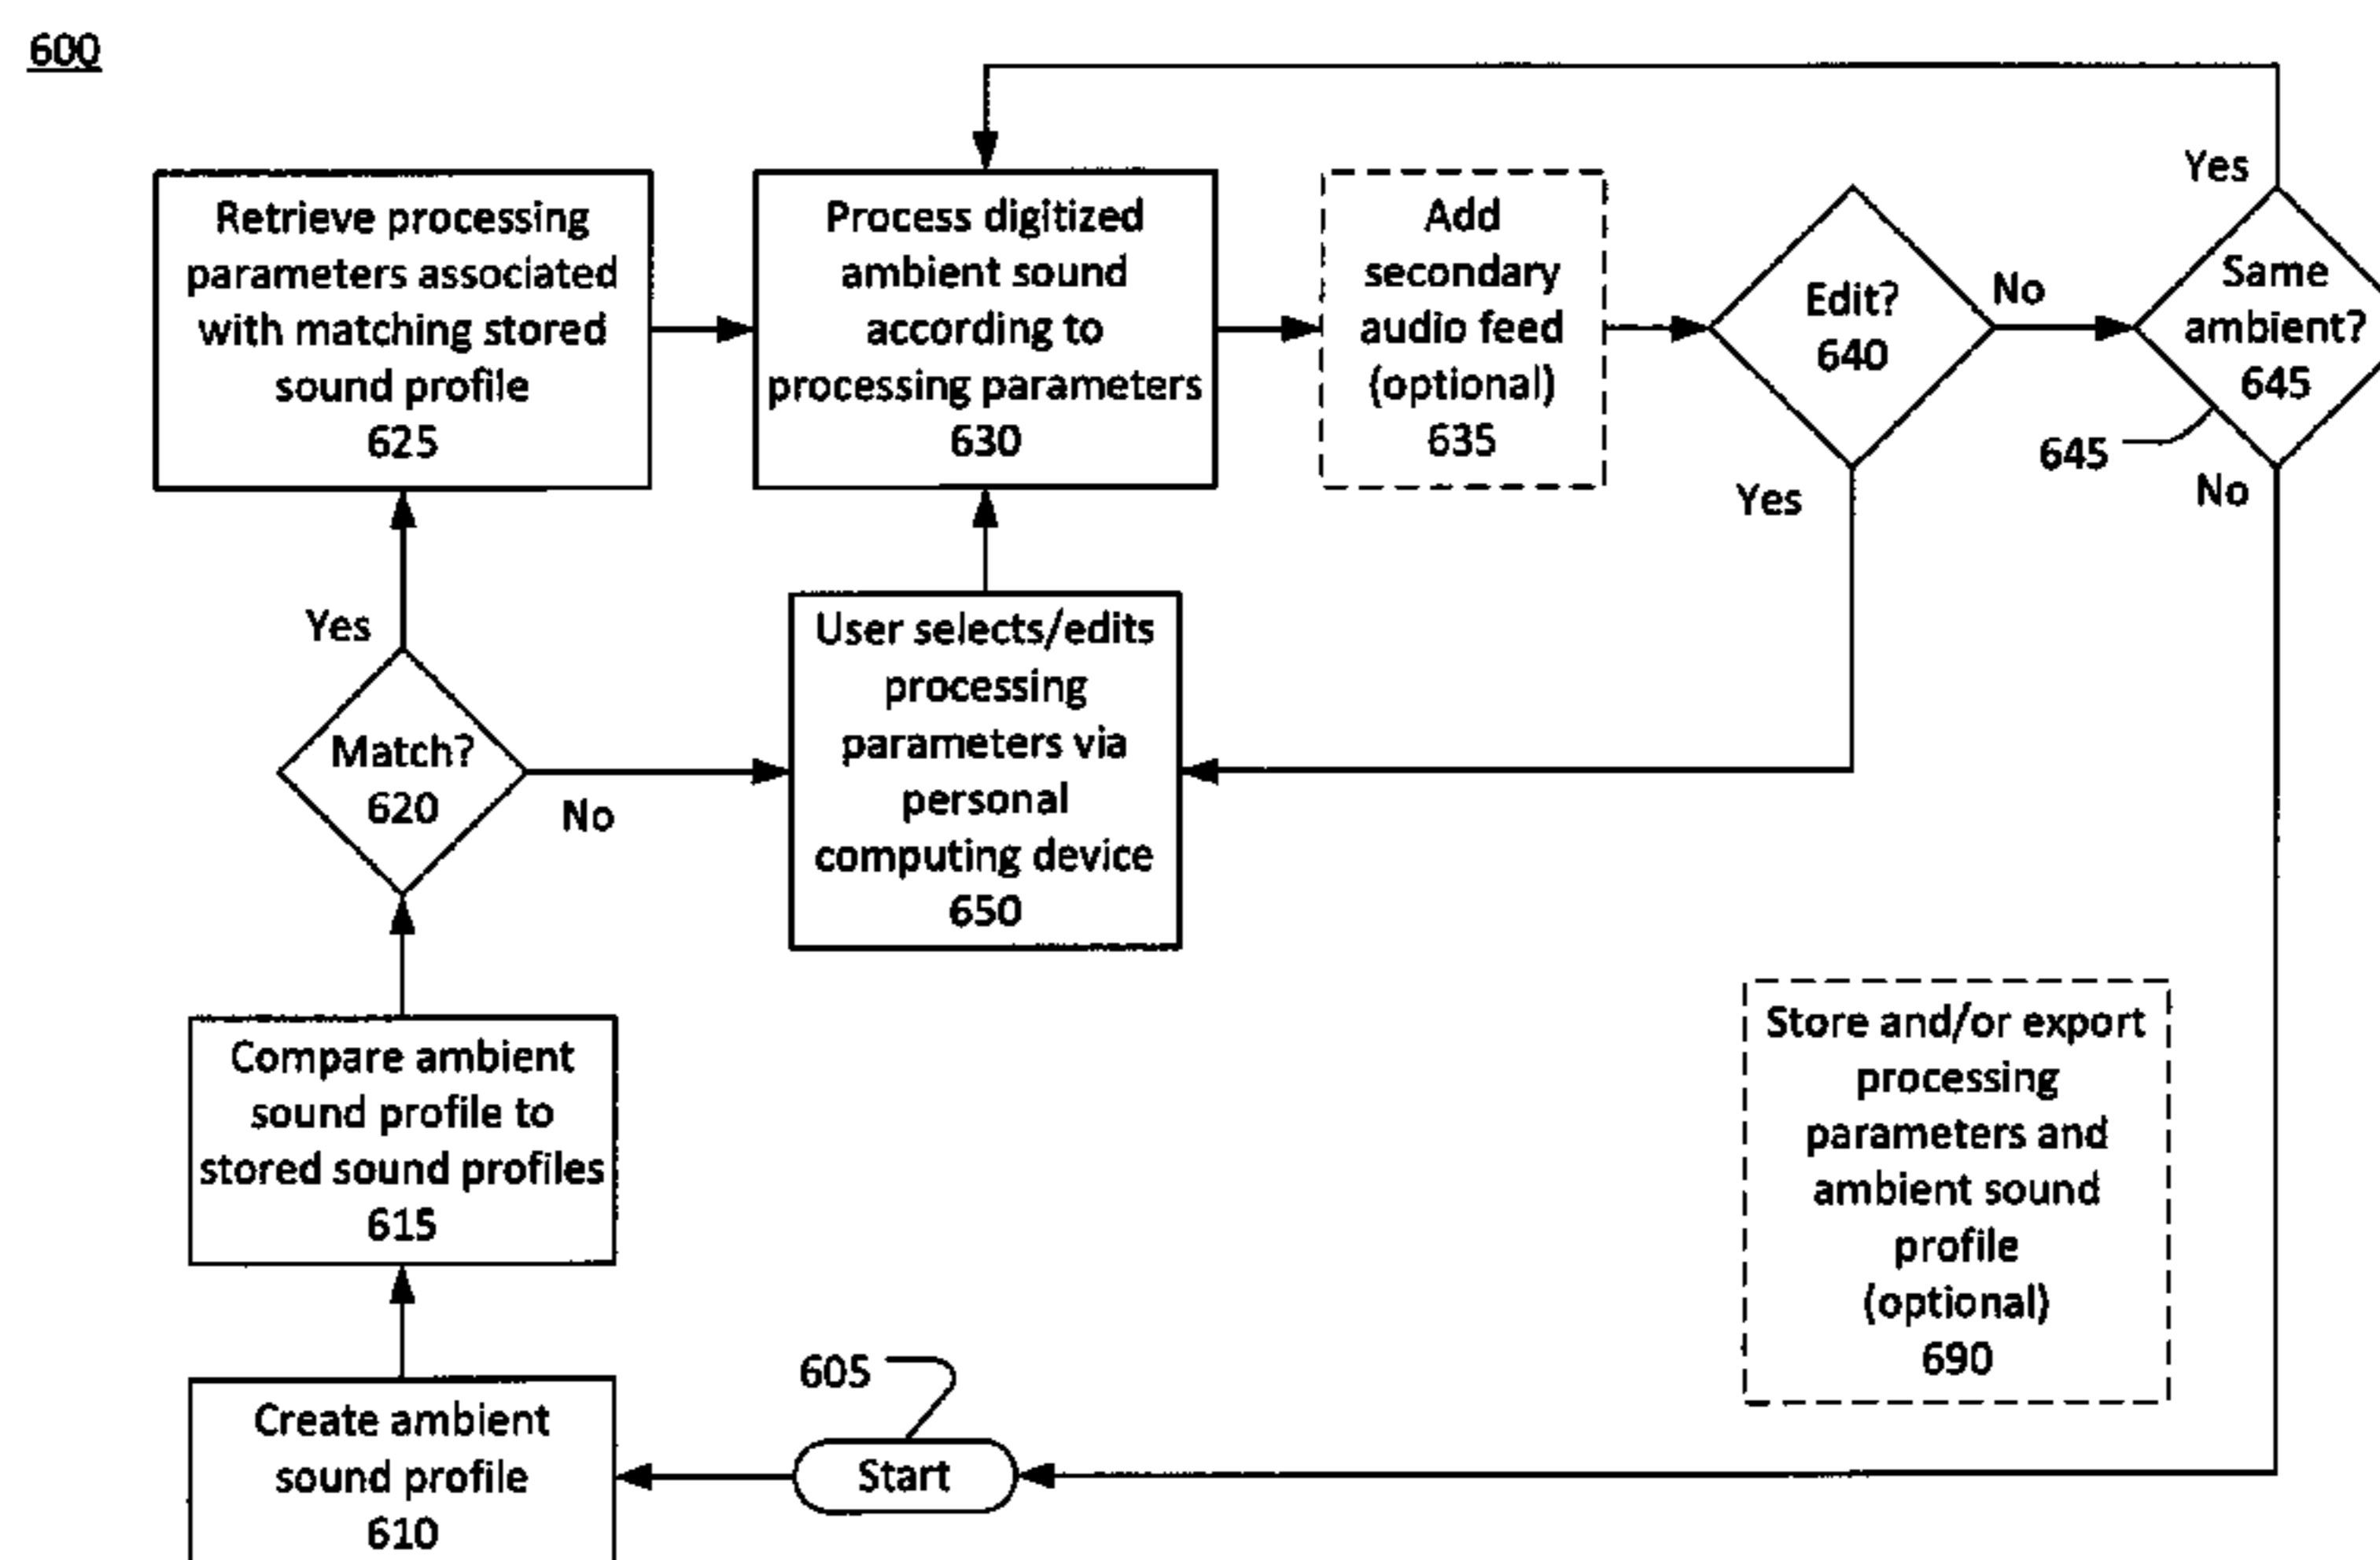 600
Retrieve processing
parameters associated
with matching stored
sound profile
625
Process digitized
ambient sound
according to
processing parameters
630
Add
secondary
audio feed
(optional)
635
Edit?
640
No
Yes
Yes
Same
ambient?
645
645
No
Yes
Match?
620
No
User selects/edits
processing
parameters via
personal
computing device
650
Compare ambient
sound profile to
stored sound profiles
615
Store and/or export
processing
parameters and
ambient sound
profile
(optional)
690
Create ambient
sound profile
610
605
Start